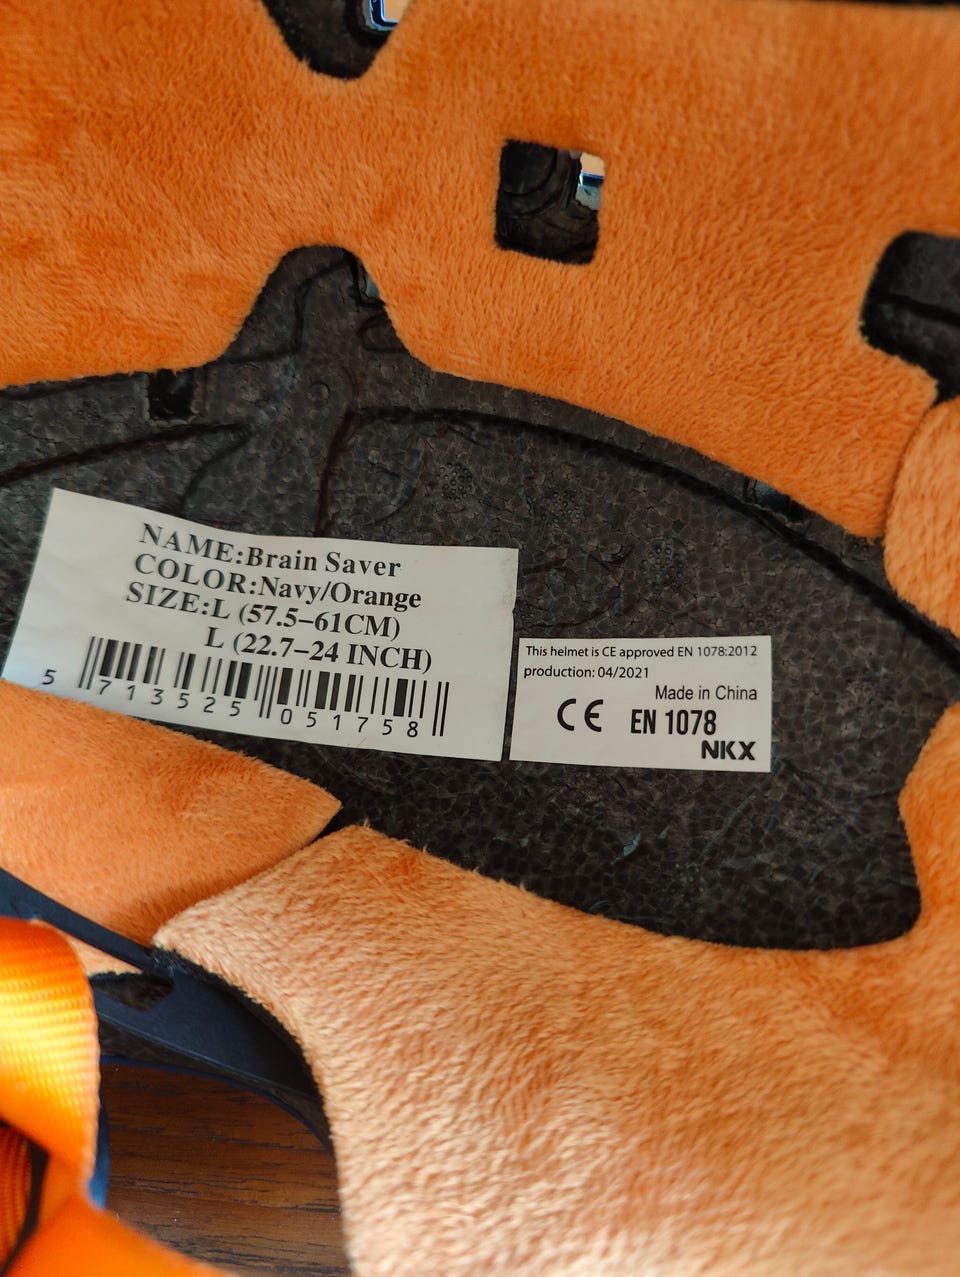 NAME:Brain Saver
COLOR:Navy/Orange
SIZE:L (57.5–61CM)
L (22.7–24 INCH)
5 713525 051758
This helmet is CE approved EN 1078:2012
production: 04/2021
Made in China
CE EN 1078
NKX